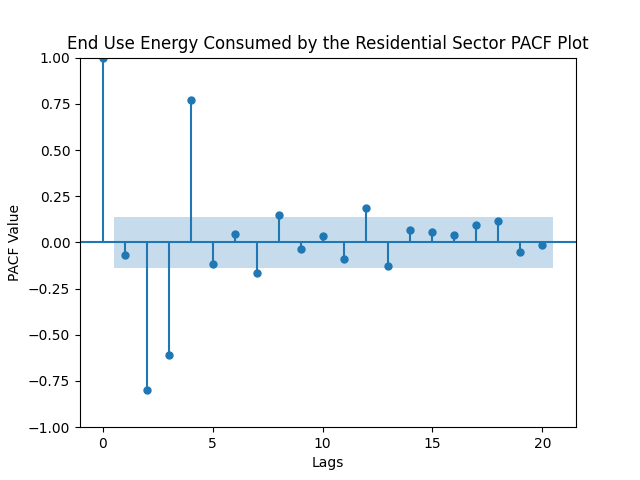 End Use Energy Consumed by the Residential Sector PACF Plot
1.00
0.75
0.50
0.25
0.00
−0.25
−0.50
−0.75
−1.00
PACF Value
0 5 10 15 20
Lags